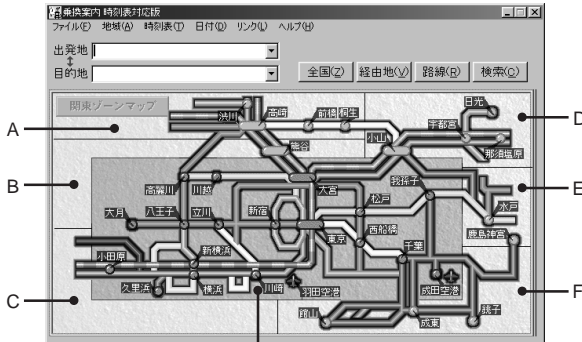 乗換案内 時刻表対応版
ファイル(F) 地域(A) 時刻表(T) 日付(D) リンク(L) ヘルプ(H)
出発地
↕
目的地
全国(Z) 経由地(V) 路線(R) 検索(C)
関東ゾーンマップ
渋川 高崎 前橋 桐生 日光
小山 宇都宮
A D
熊谷 那須塩原
高麗川 川越 大宮 我孫子
B E
松戸 水戸
大月 八王子 立川 新宿
東京 西船橋 鹿島神宮
新横浜 千葉
小田原
久里浜 横浜 川崎 羽田空港 成田空港
C F
館山 成東 銚子